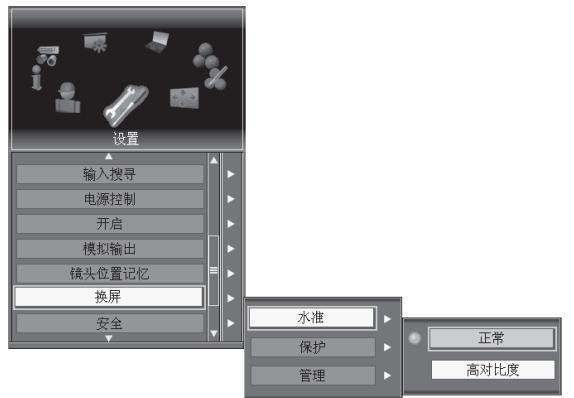 设置
输入搜寻
电源控制
开启
模拟输出
镜头位置记忆
换屏
安全
水准
保护
管理
正常
高对比度